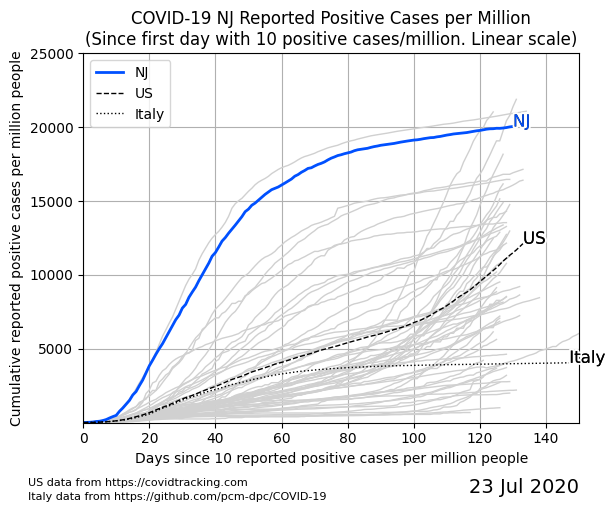 COVID-19 NJ Reported Positive Cases per Million
(Since first day with 10 positive cases/million. Linear scale)
Cumulative reported positive cases per million people
25000
20000
15000
10000
5000
NJ
US
Italy
NJ
US
Italy
0 20 40 60 80 100 120 140
Days since 10 reported positive cases per million people
US data from https://covidtracking.com
Italy data from https://github.com/pcm-dpc/COVID-19
23 Jul 2020